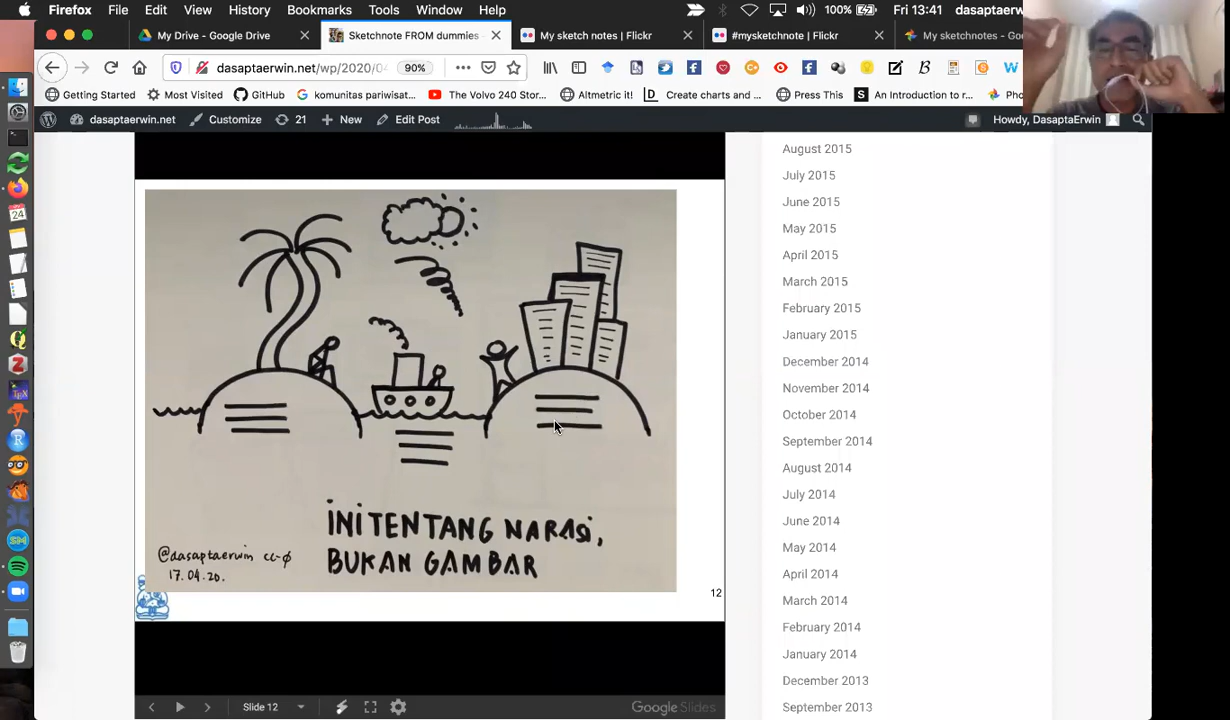 Firefox File Edit View History Bookmarks Tools Window Help
100% Fri 13:41 dasaptaerwin
My Drive - Google Drive
Sketchnote FROM dummies
My sketch notes | Flickr
#mysketchnote | Flickr
My sketchnotes - Goo
dasaptaerwin.net/wp/2020/0
90%
Getting Started
Most Visited
GitHub
komunitas pariwisat...
The Volvo 240 Stor...
Altmetric it!
Create charts and ...
Press This
An Introduction to r...
Pho
dasaptaerwin.net
Customize
21
New
Edit Post
Howdy, DasaptaErwin
August 2015
July 2015
June 2015
May 2015
April 2015
March 2015
February 2015
January 2015
December 2014
November 2014
October 2014
September 2014
August 2014
July 2014
June 2014
May 2014
April 2014
March 2014
February 2014
January 2014
December 2013
September 2013
iNi TENTANG NARASi,
BUKAN GAMBAR
@dasaptaerwin cc-φ
17.04.20.
12
Slide 12
Google Slides